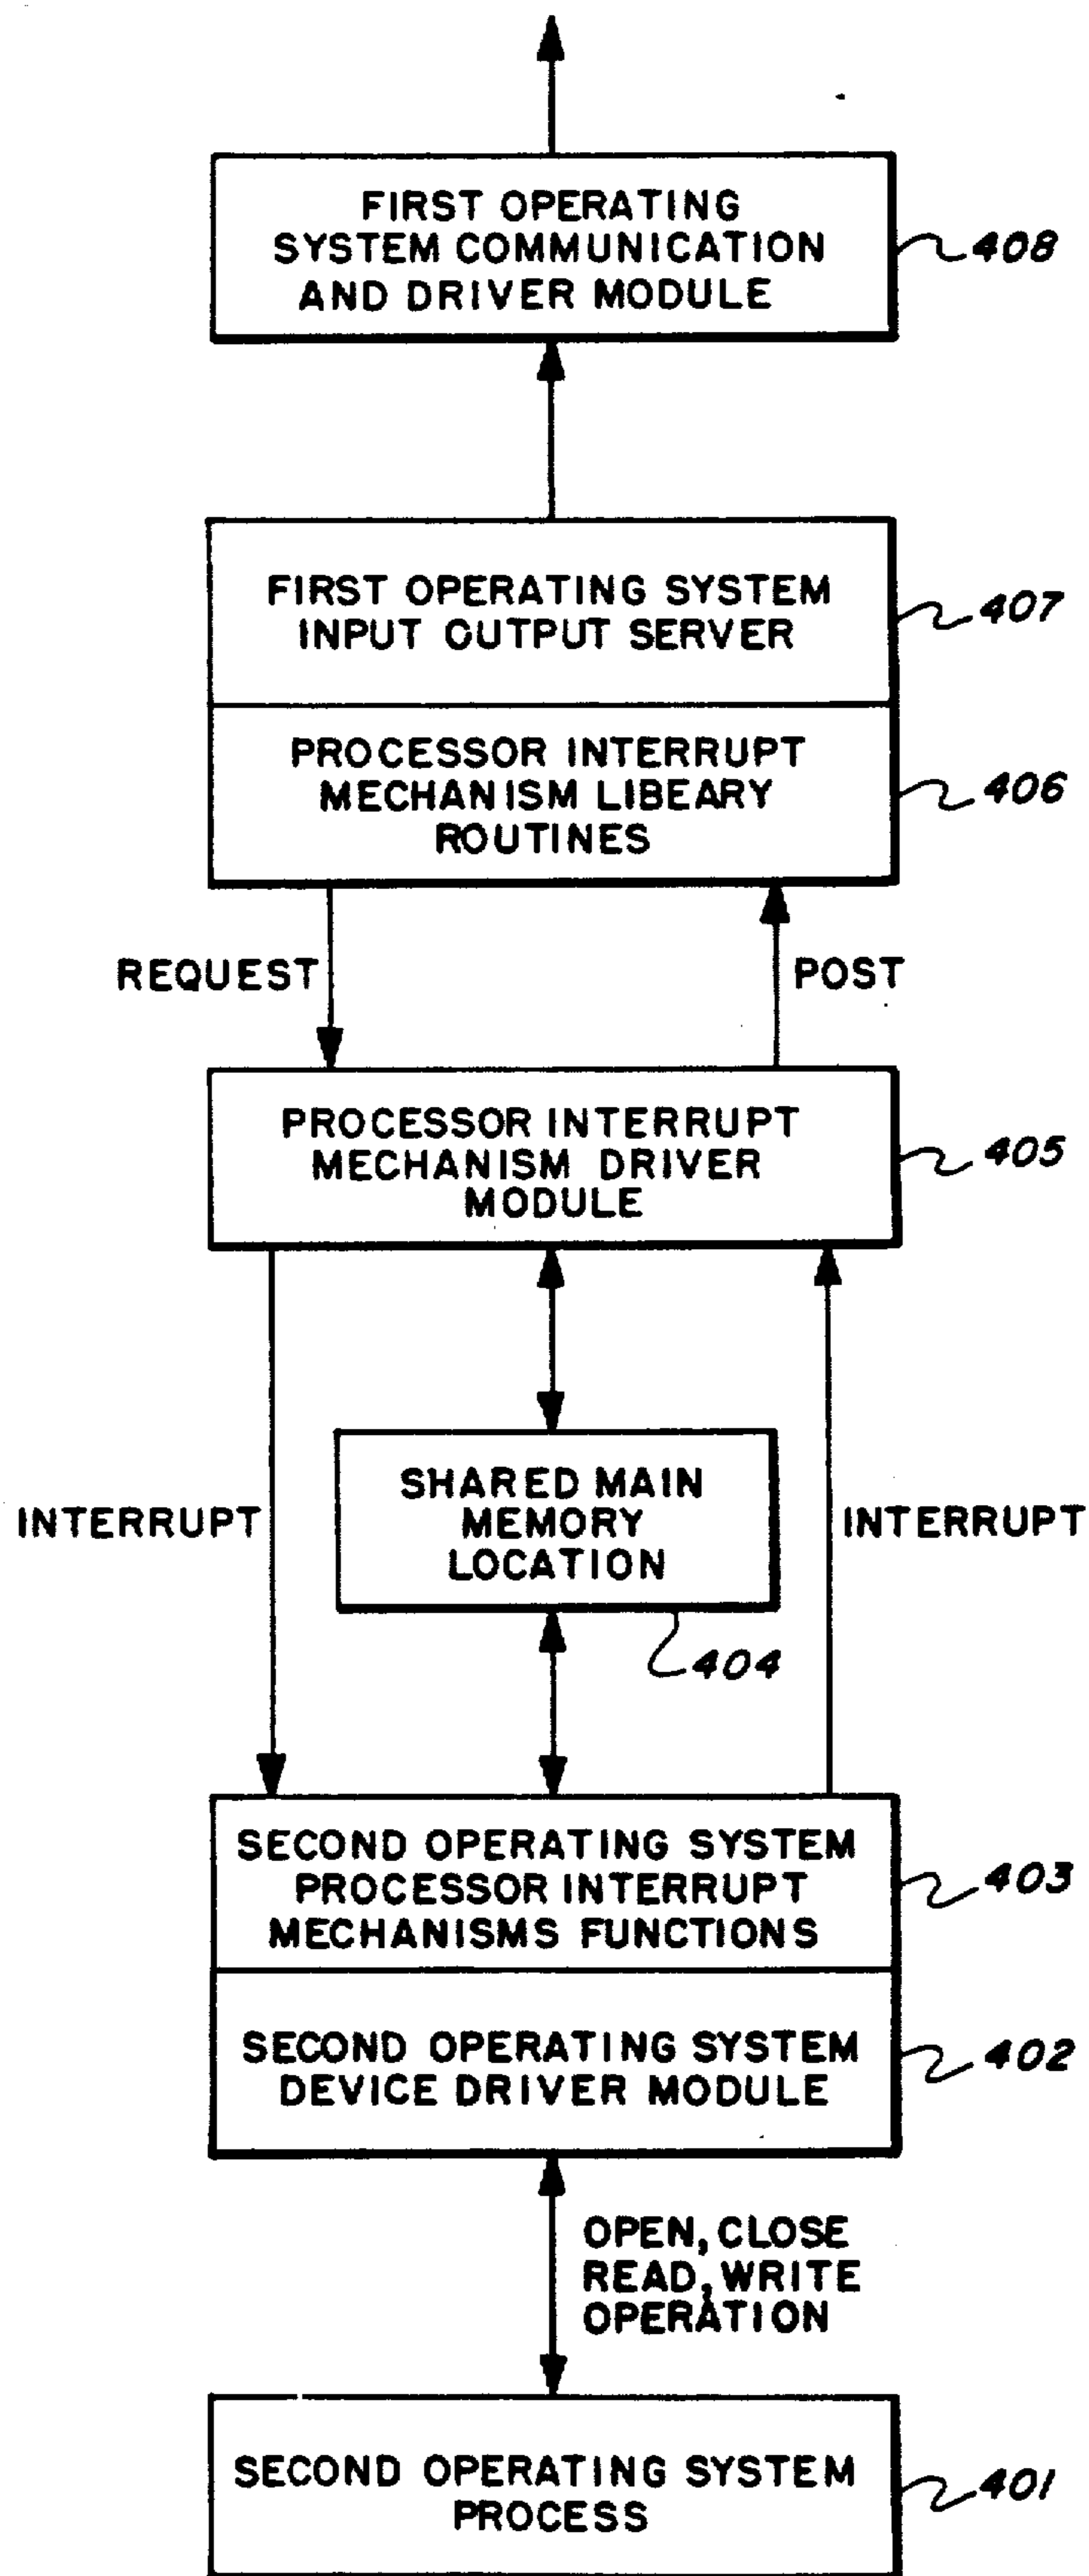 FIRST OPERATING
SYSTEM COMMUNICATION
AND DRIVER MODULE
408
FIRST OPERATING SYSTEM
INPUT OUTPUT SERVER
407
PROCESSOR INTERRUPT
MECHANISM LIBEARY
ROUTINES
406
REQUEST
POST
PROCESSOR INTERRUPT
MECHANISM DRIVER
MODULE
405
INTERRUPT
SHARED MAIN
MEMORY
LOCATION
INTERRUPT
404
SECOND OPERATING SYSTEM
PROCESSOR INTERRUPT
MECHANISMS FUNCTIONS
403
SECOND OPERATING SYSTEM
DEVICE DRIVER MODULE
402
OPEN, CLOSE
READ, WRITE
OPERATION
SECOND OPERATING SYSTEM
PROCESS
401